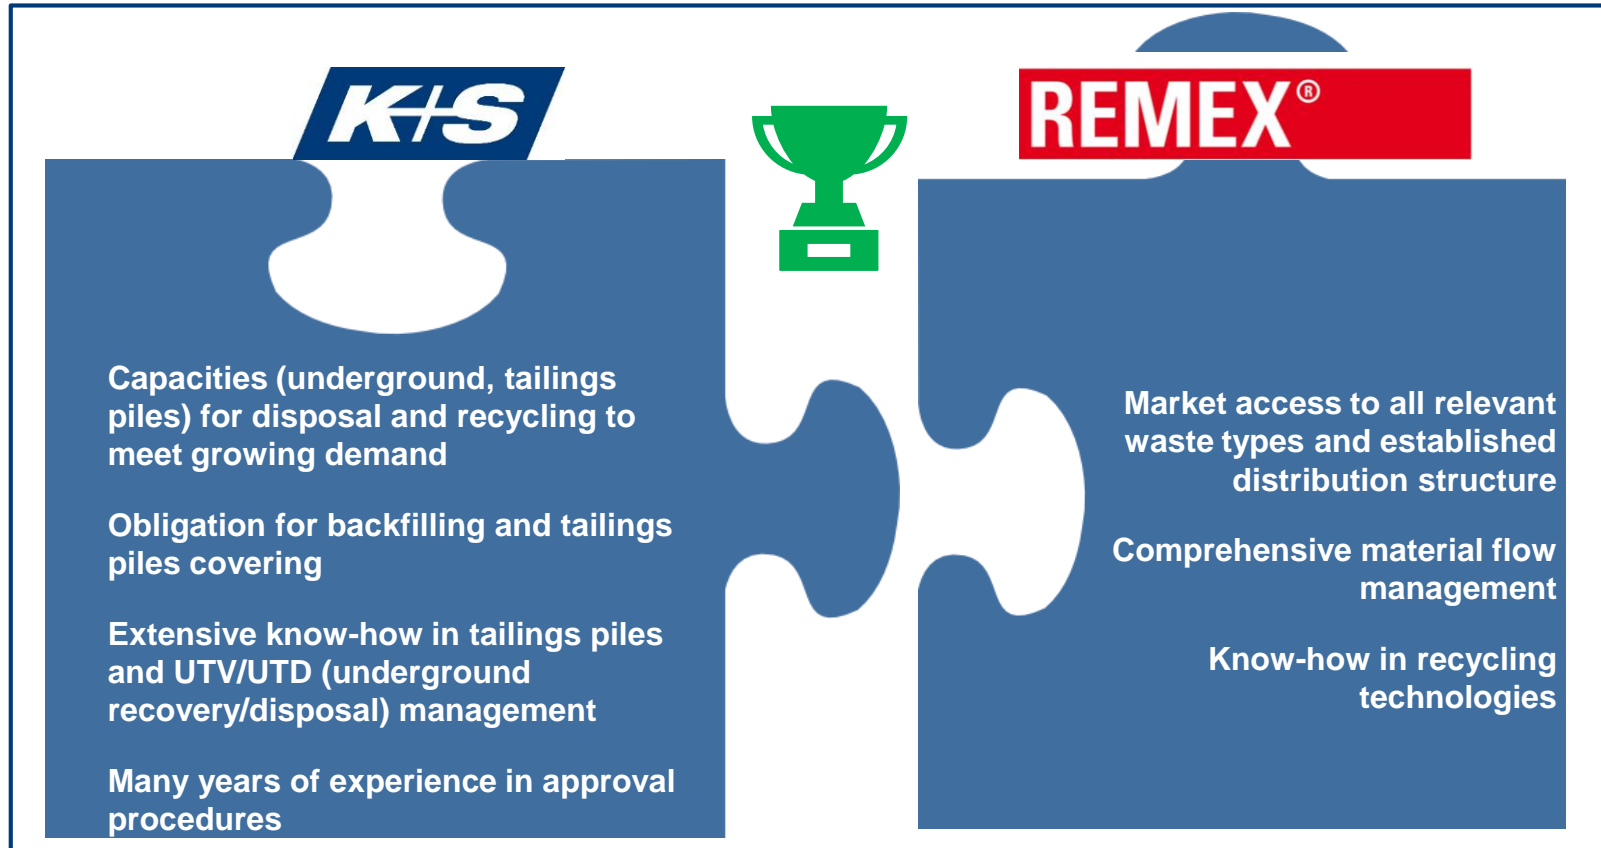 K+S
Capacities (underground, tailings
piles) for disposal and recycling to
meet growing demand
Obligation for backfilling and tailings
piles covering
Extensive know-how in tailings piles
and UTV/UTD (underground
recovery/disposal) management
Many years of experience in approval
procedures
REMEX®
Market access to all relevant
waste types and established
distribution structure
Comprehensive material flow
management
Know-how in recycling
technologies